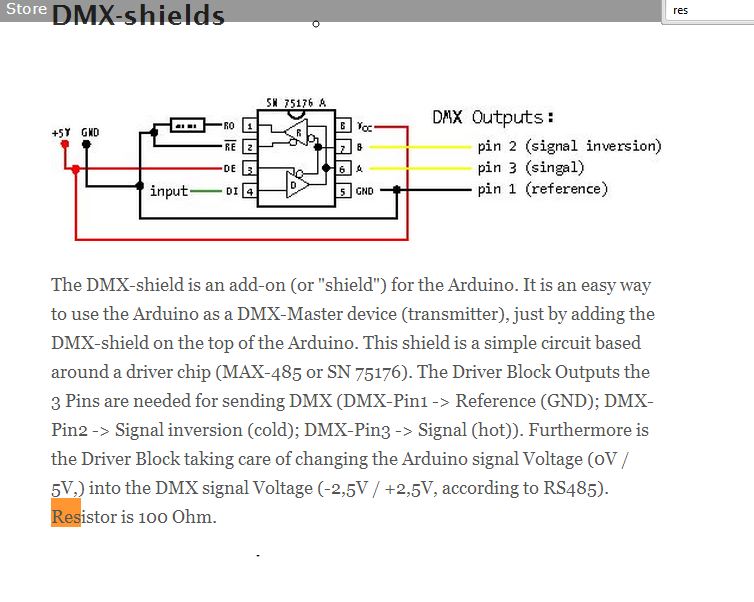 Store
DMX-shields
res
SN 75176 A
DMX Outputs:
+5V GND
RO 1
8 Vcc
RE 2
7 B
pin 2 (signal inversion)
DE 3
6 A
pin 3 (singal)
input DI 4
5 GND
pin 1 (reference)
R
D
The DMX-shield is an add-on (or "shield") for the Arduino. It is an easy way
to use the Arduino as a DMX-Master device (transmitter), just by adding the
DMX-shield on the top of the Arduino. This shield is a simple circuit based
around a driver chip (MAX-485 or SN 75176). The Driver Block Outputs the
3 Pins are needed for sending DMX (DMX-Pin1 -> Reference (GND); DMX-
Pin2 -> Signal inversion (cold); DMX-Pin3 -> Signal (hot)). Furthermore is
the Driver Block taking care of changing the Arduino signal Voltage (0V /
5V,) into the DMX signal Voltage (-2,5V / +2,5V, according to RS485).
Resistor is 100 Ohm.